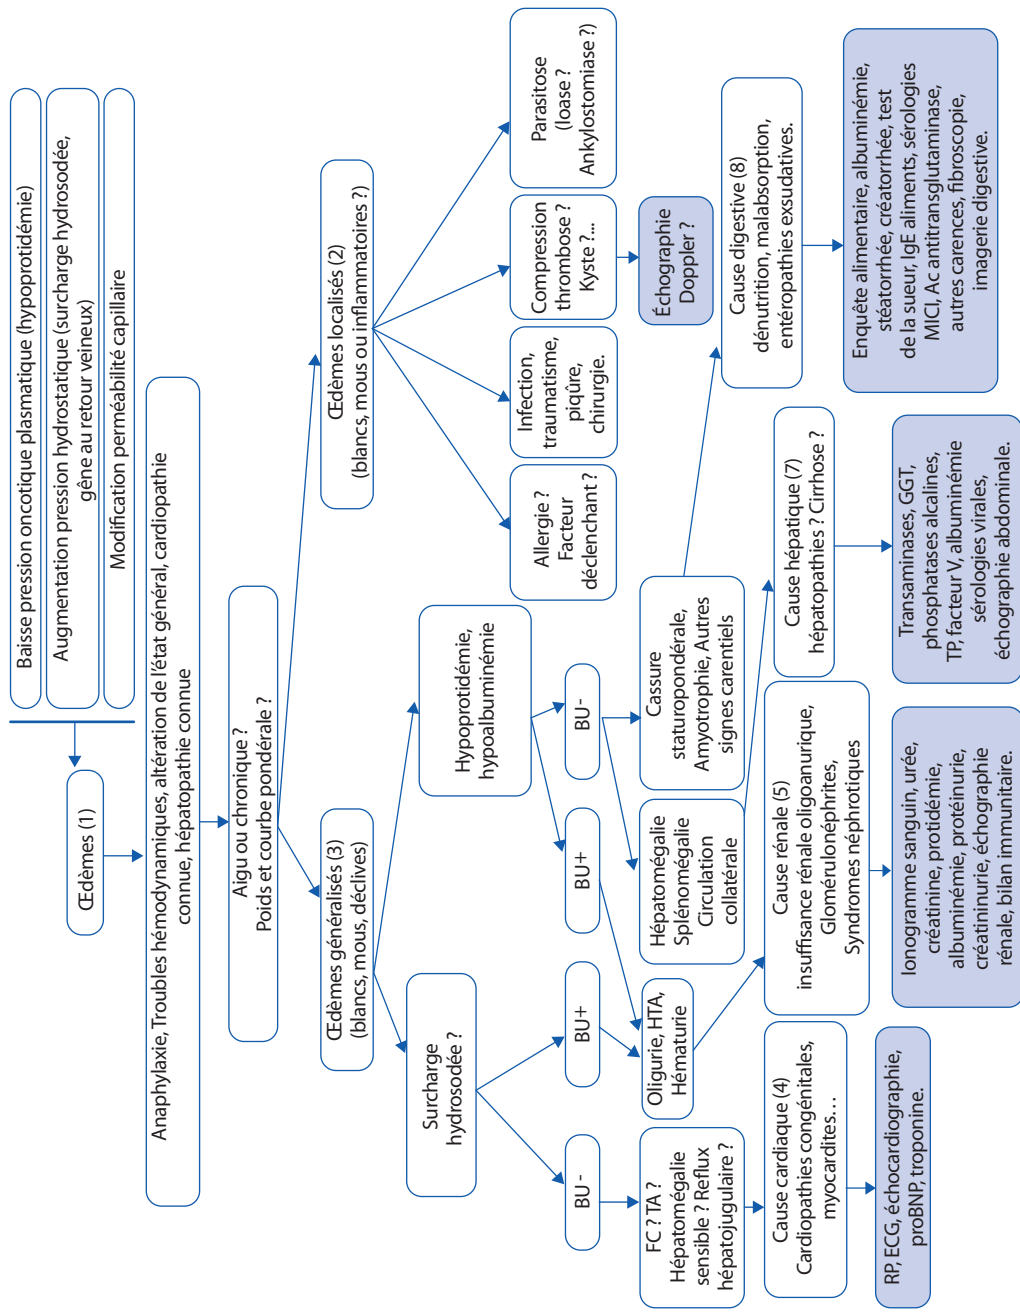 Baisse pression oncotique plasmatique (hypoprotidémie)
Augmentation pression hydrostatique (surcharge hydrosodée,
gêne au retour veineux)
Modification perméabilité capillaire
Œdèmes (1)
Anaphylaxie, Troubles hémodynamiques, altération de l'état général, cardiopathie
connue, hépatopathie connue
Aigu ou chronique ?
Poids et courbe pondérale ?
Œdèmes généralisés (3)
(blancs, mous, déclives)
Œdèmes localisés (2)
(blancs, mous ou inflammatoires ?)
Surcharge
hydrosodée ?
Hypoprotidémie,
hypoalbuminémie
Allergie ?
Facteur
déclenchant ?
Infection,
traumatisme,
piqûre,
chirurgie.
Compression
thrombose ?
Kyste ?...
Parasitose
(loase ?
Ankylostomiase ?)
BU -
BU+
BU+
BU -
Échographie
Doppler ?
FC ? TA ?
Hépatomégalie
sensible ? Reflux
hépatojugulaire ?
Oligurie, HTA,
Hématurie
Hépatomégalie
Splénomégalie
Circulation
collatérale
Cassure
staturopondérale,
Amyotrophie, Autres
signes carentiels
Cause digestive (8)
dénutrition, malabsorption,
entéropathies exsudatives.
Cause cardiaque (4)
Cardiopathies congénitales,
myocardites…
Cause rénale (5)
insuffisance rénale oligoanurique,
Glomérulonéphrites,
Syndromes néphrotiques
Cause hépatique (7)
hépatopathies ? Cirrhose ?
Enquête alimentaire, albuminémie,
stéatorrhée, créatorrhée, test
de la sueur, IgE aliments, sérologies
MICI, Ac antitransglutaminase,
autres carences, fibroscopie,
imagerie digestive.
RP, ECG, échocardiographie,
proBNP, troponine.
Ionogramme sanguin, urée,
créatinine, protidémie,
albuminémie, protéinurie,
créatininurie, échographie
rénale, bilan immunitaire.
Transaminases, GGT,
phosphatases alcalines,
TP, facteur V, albuminémie
sérologies virales,
échographie abdominale.